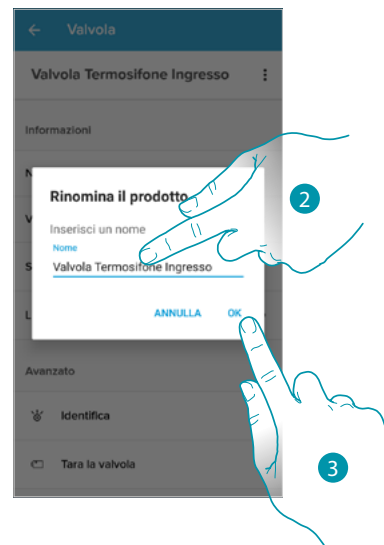 Valvola
Valvola Termosifone Ingresso
Informazioni
N
V
S
L
Rinomina il prodotto
Inserisci un nome
Nome
Valvola Termosifone Ingresso
ANNULLA OK
Avanzato
Identifica
Tara la valvola
2
3